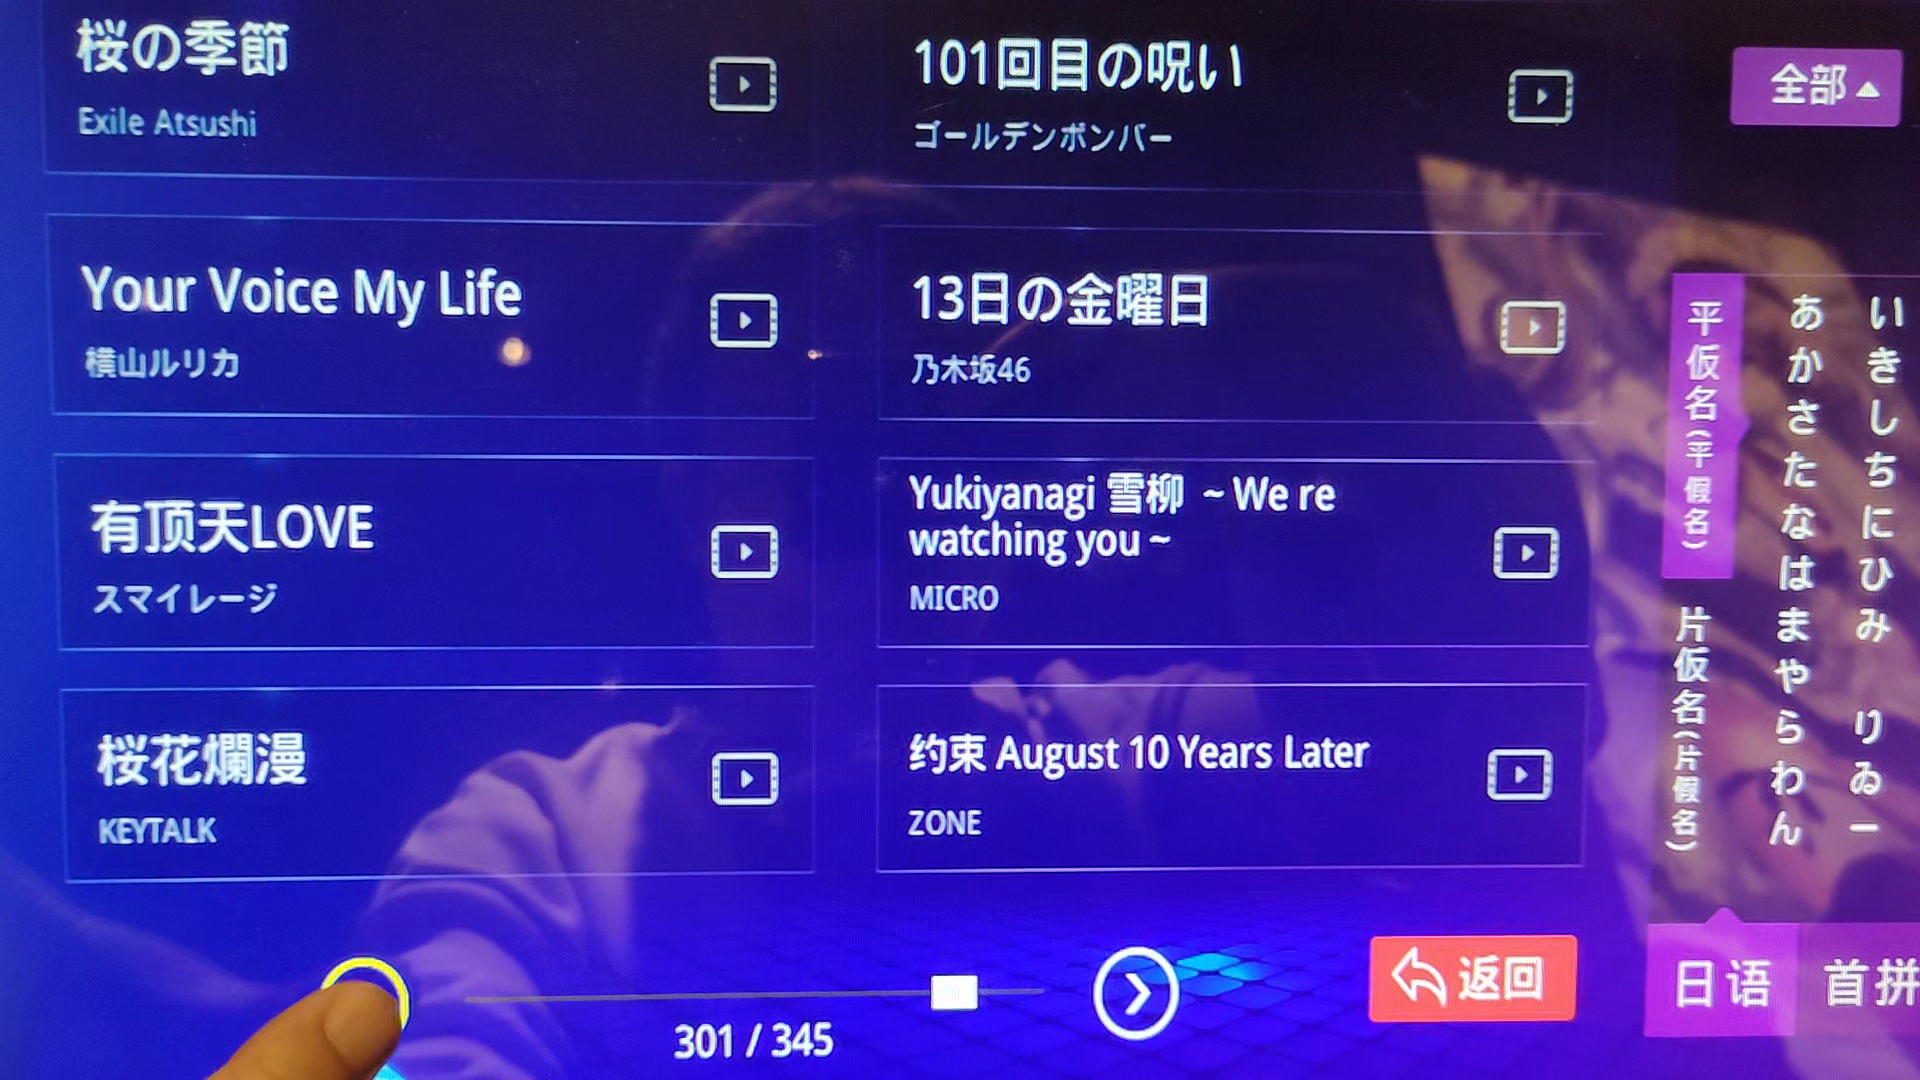 桜の季節
Exile Atsushi
101回目の呪い
ゴールデンボンバー
Your Voice My Life
横山ルリカ
13日の金曜日
乃木坂46
有顶天LOVE
スマイレージ
Yukiyanagi 雪柳 ~ We re
watching you ~
MICRO
桜花爛漫
KEYTALK
约束 August 10 Years Later
ZONE
301 / 345
返回
全部
平仮名(平假名)
片仮名(片假名)
あかさたなはまやらわん
いきしちにひみ りゐー
日语
首拼